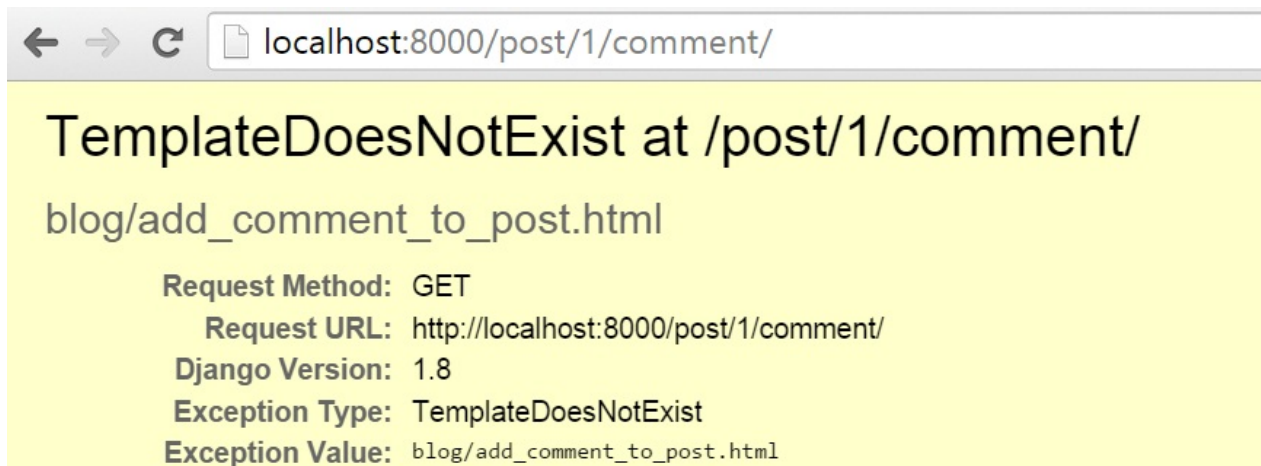 localhost:8000/post/1/comment/
TemplateDoesNotExist at /post/1/comment/
blog/add_comment_to_post.html
Request Method: GET
Request URL: http://localhost:8000/post/1/comment/
Django Version: 1.8
Exception Type: TemplateDoesNotExist
Exception Value: blog/add_comment_to_post.html